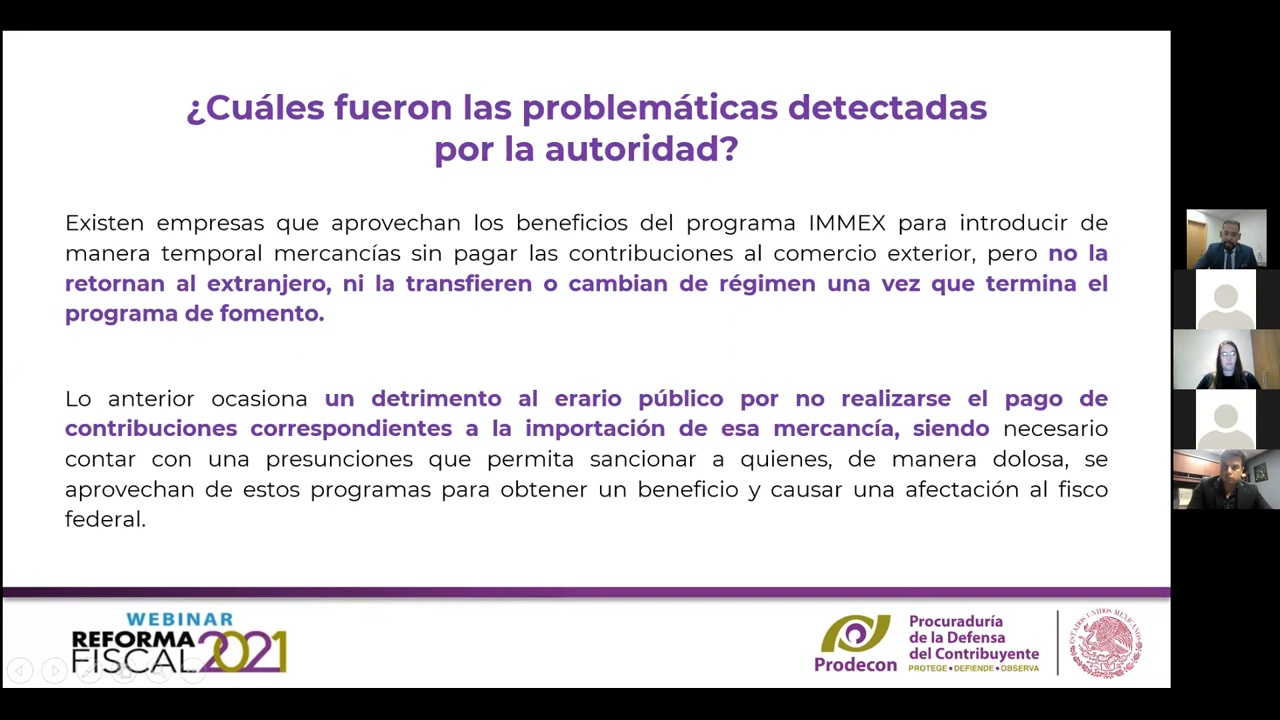 ¿Cuáles fueron las problemáticas detectadas
por la autoridad?
Existen empresas que aprovechan los beneficios del programa IMMEX para introducir de
manera temporal mercancías sin pagar las contribuciones al comercio exterior, pero no la
retornan al extranjero, ni la transfieren o cambian de régimen una vez que termina el
programa de fomento.
Lo anterior ocasiona un detrimento al erario público por no realizarse el pago de
contribuciones correspondientes a la importación de esa mercancía, siendo necesario
contar con una presunciones que permita sancionar a quienes, de manera dolosa, se
aprovechan de estos programas para obtener un beneficio y causar una afectación al fisco
federal.
WEBINAR
REFORMA
FISCAL 2021
Prodecon
Procuraduría
de la Defensa
del Contribuyente
PROTEGE • DEFIENDE • OBSERVA
ESTADOS UNIDOS MEXICANOS